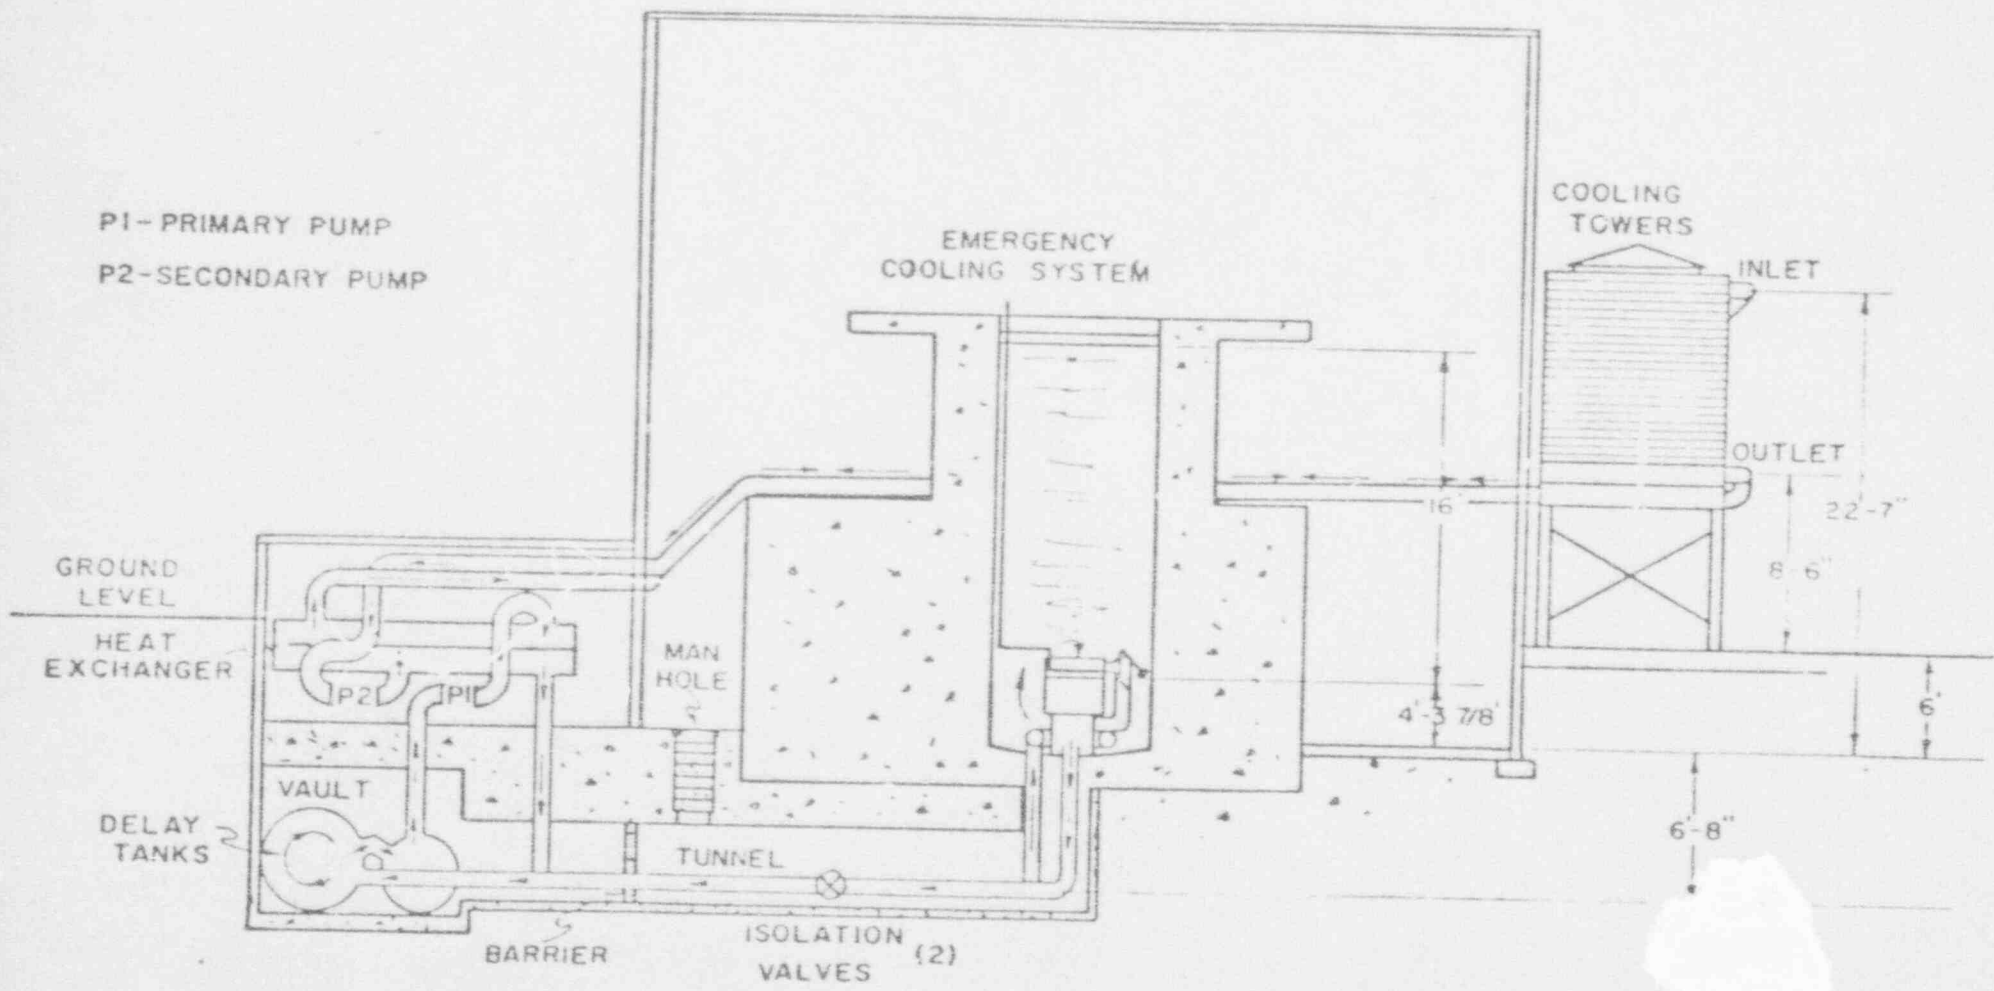 P1-PRIMARY PUMP
P2-SECONDARY PUMP
EMERGENCY
COOLING SYSTEM
COOLING
TOWERS
INLET
OUTLET
16'
22'-7"
8'-6"
GROUND
LEVEL
HEAT
EXCHANGER
P2
P1
MAN
HOLE
4'-3 7/8"
6'
VAULT
DELAY
TANKS
TUNNEL
6'-8"
BARRIER
ISOLATION (2)
VALVES